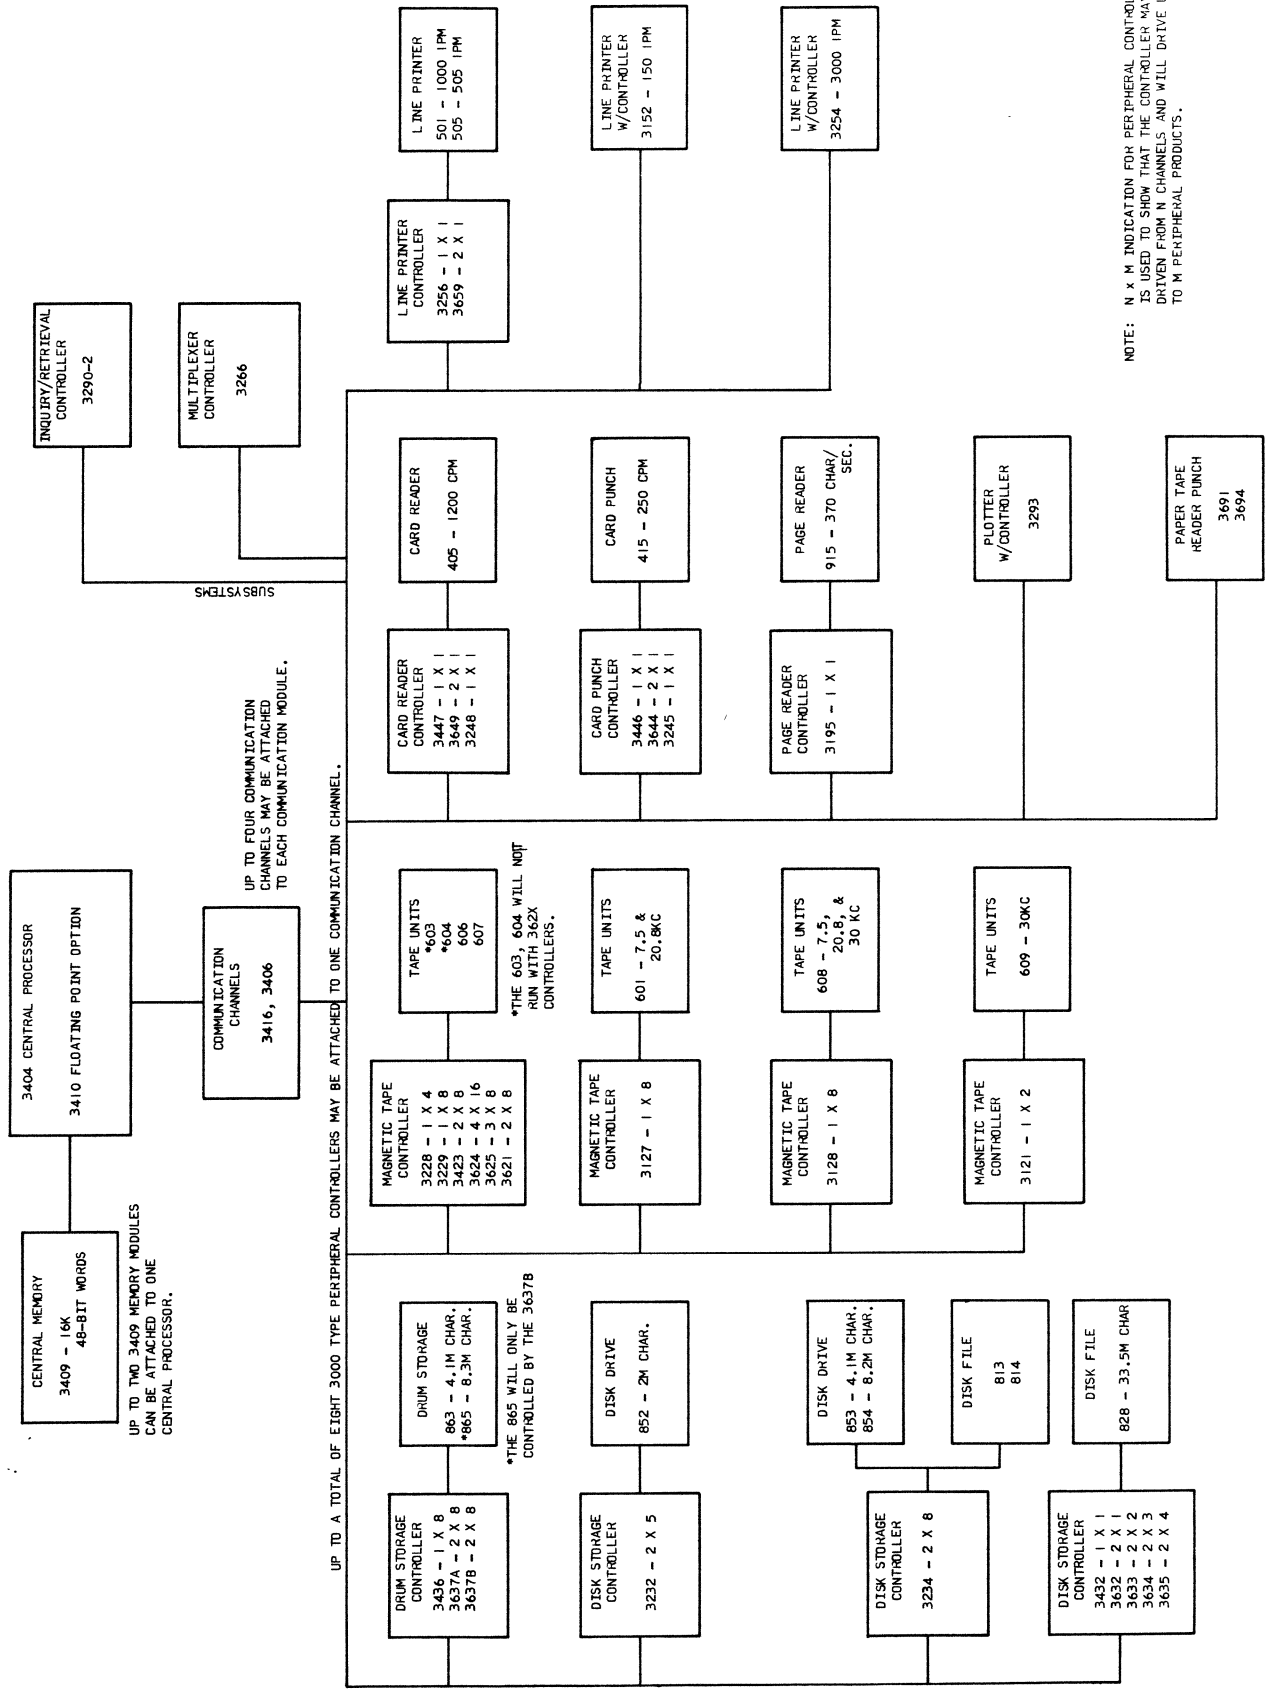 CENTRAL MEMORY
3409 - 16K
48-BIT WORDS
UP TO TWO 3409 MEMORY MODULES
CAN BE ATTACHED TO ONE
CENTRAL PROCESSOR.
3404 CENTRAL PROCESSOR
3410 FLOATING POINT OPTION
COMMUNICATION
CHANNELS
3416, 3406
UP TO FOUR COMMUNICATION
CHANNELS MAY BE ATTACHED
TO EACH COMMUNICATION MODULE.
SUBSYSTEMS
INQUIRY/RETRIEVAL
CONTROLLER
3290-2
MULTIPLEXER
CONTROLLER
3266
UP TO A TOTAL OF EIGHT 3000 TYPE PERIPHERAL CONTROLLERS MAY BE ATTACHED TO ONE COMMUNICATION CHANNEL.
DRUM STORAGE
CONTROLLER
3436 - 1 X 8
3637A - 2 X 8
3637B - 2 X 8
DRUM STORAGE
863 - 4.1M CHAR.
*865 - 8.3M CHAR.
*THE 865 WILL ONLY BE
CONTROLLED BY THE 3637B
DISK STORAGE
CONTROLLER
3232 - 2 X 5
DISK DRIVE
852 - 2M CHAR.
DISK STORAGE
CONTROLLER
3234 - 2 X 8
DISK DRIVE
853 - 4.1M CHAR.
854 - 8.2M CHAR.
DISK FILE
813
814
DISK STORAGE
CONTROLLER
3432 - 1 X 1
3632 - 2 X 1
3633 - 2 X 2
3634 - 2 X 3
3635 - 2 X 4
DISK FILE
828 - 33.5M CHAR
MAGNETIC TAPE
CONTROLLER
3228 - 1 X 4
3229 - 1 X 8
3423 - 2 X 8
3624 - 4 X 16
3625 - 3 X 8
3621 - 2 X 8
TAPE UNITS
*603
*604
606
607
*THE 603, 604 WILL NOT
RUN WITH 362X
CONTROLLERS.
MAGNETIC TAPE
CONTROLLER
3127 - 1 X 8
TAPE UNITS
601 - 7.5 &
20.8KC
MAGNETIC TAPE
CONTROLLER
3128 - 1 X 8
TAPE UNITS
608 - 7.5,
20.8, &
30 KC
MAGNETIC TAPE
CONTROLLER
3121 - 1 X 2
TAPE UNITS
609 - 30KC
CARD READER
CONTROLLER
3447 - 1 X 1
3649 - 2 X 1
3248 - 1 X 1
CARD READER
405 - 1200 CPM
CARD PUNCH
CONTROLLER
3446 - 1 X 1
3644 - 2 X 1
3245 - 1 X 1
CARD PUNCH
415 - 250 CPM
PAGE READER
CONTROLLER
3195 - 1 X 1
PAGE READER
915 - 370 CHAR/
SEC.
PLOTTER
W/CONTROLLER
3293
PAPER TAPE
READER PUNCH
3691
3694
LINE PRINTER
CONTROLLER
3256 - 1 X 1
3659 - 2 X 1
LINE PRINTER
501 - 1000 1PM
505 - 505 1PM
LINE PRINTER
W/CONTROLLER
3152 - 150 1PM
LINE PRINTER
W/CONTROLLER
3254 - 3000 1PM
NOTE: N x M INDICATION FOR PERIPHERAL CONTROL
IS USED TO SHOW THAT THE CONTROLLER MAY
DRIVEN FROM N CHANNELS AND WILL DRIVE
TO M PERIPHERAL PRODUCTS.